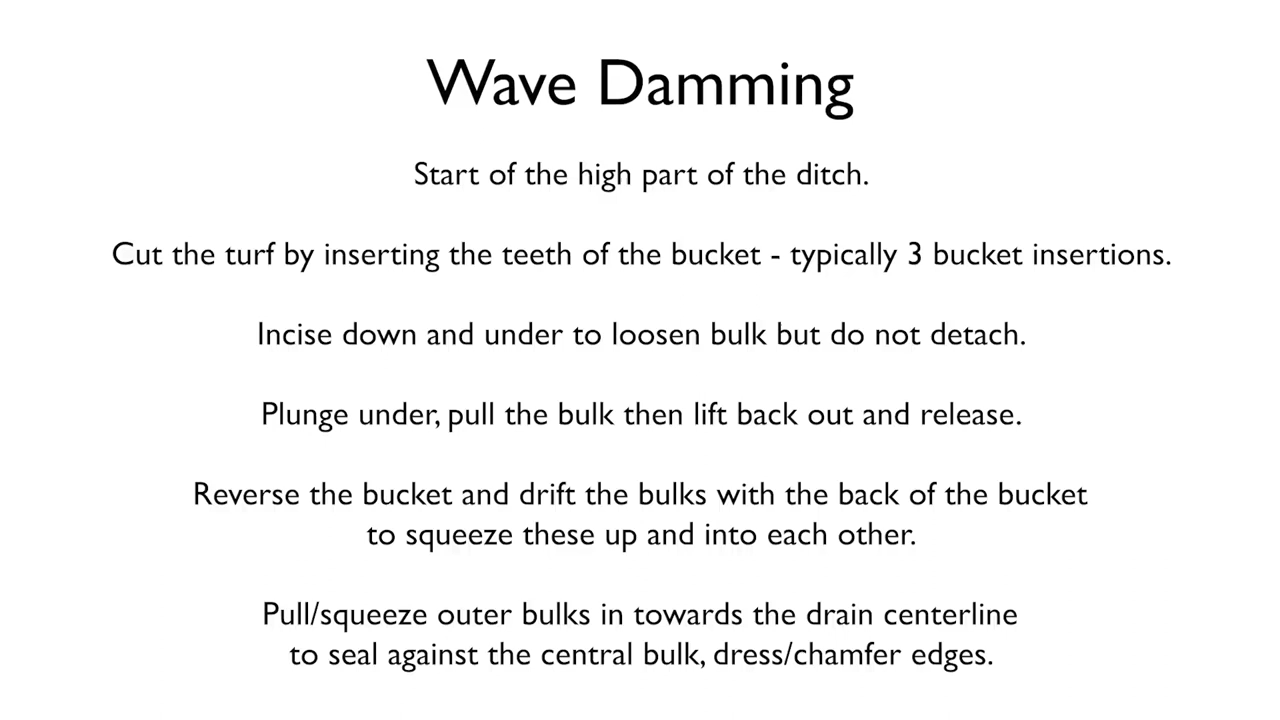 Wave Damming
Start of the high part of the ditch.
Cut the turf by inserting the teeth of the bucket - typically 3 bucket insertions.
Incise down and under to loosen bulk but do not detach.
Plunge under, pull the bulk then lift back out and release.
Reverse the bucket and drift the bulks with the back of the bucket
to squeeze these up and into each other.
Pull/squeeze outer bulks in towards the drain centerline
to seal against the central bulk, dress/chamfer edges.